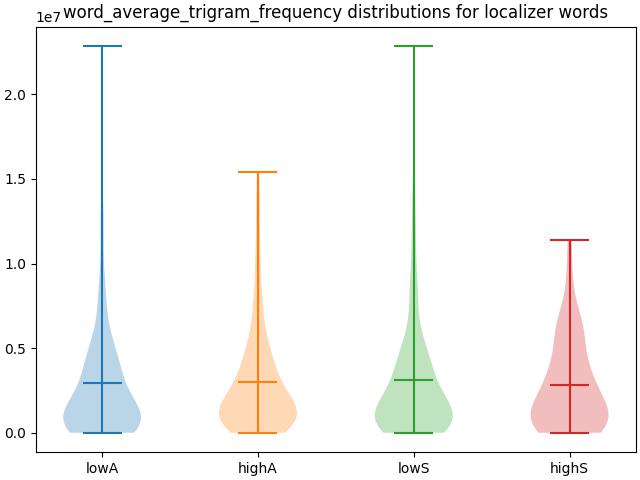 word_average_trigram_frequency distributions for localizer words
1e7
2.0
1.5
1.0
0.5
0.0
lowA highA lowS highS